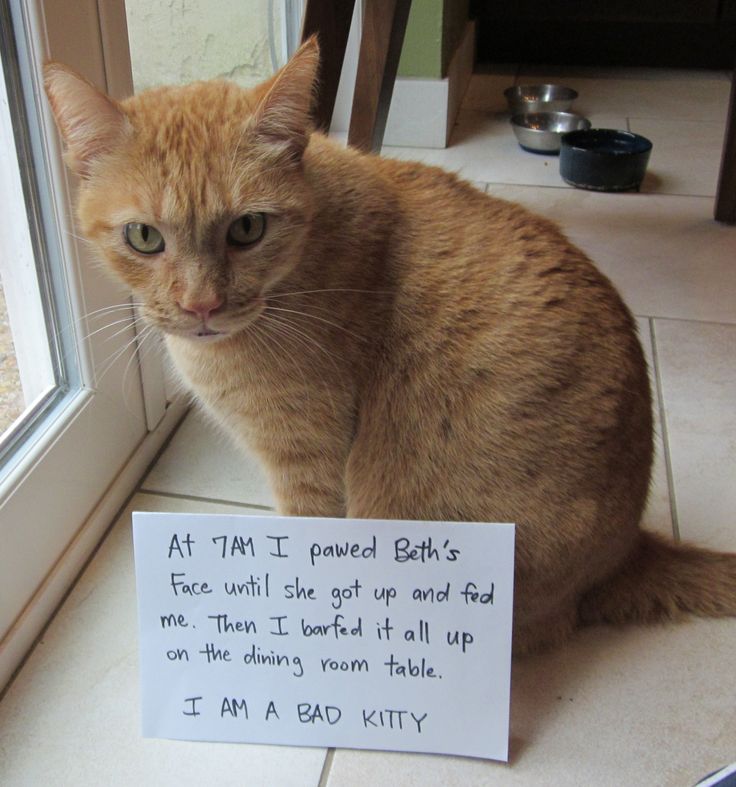 At 7AM I pawed Beth's
Face until she got up and fed
me. Then I barfed it all up
on the dining room table.
I AM A BAD KITTY